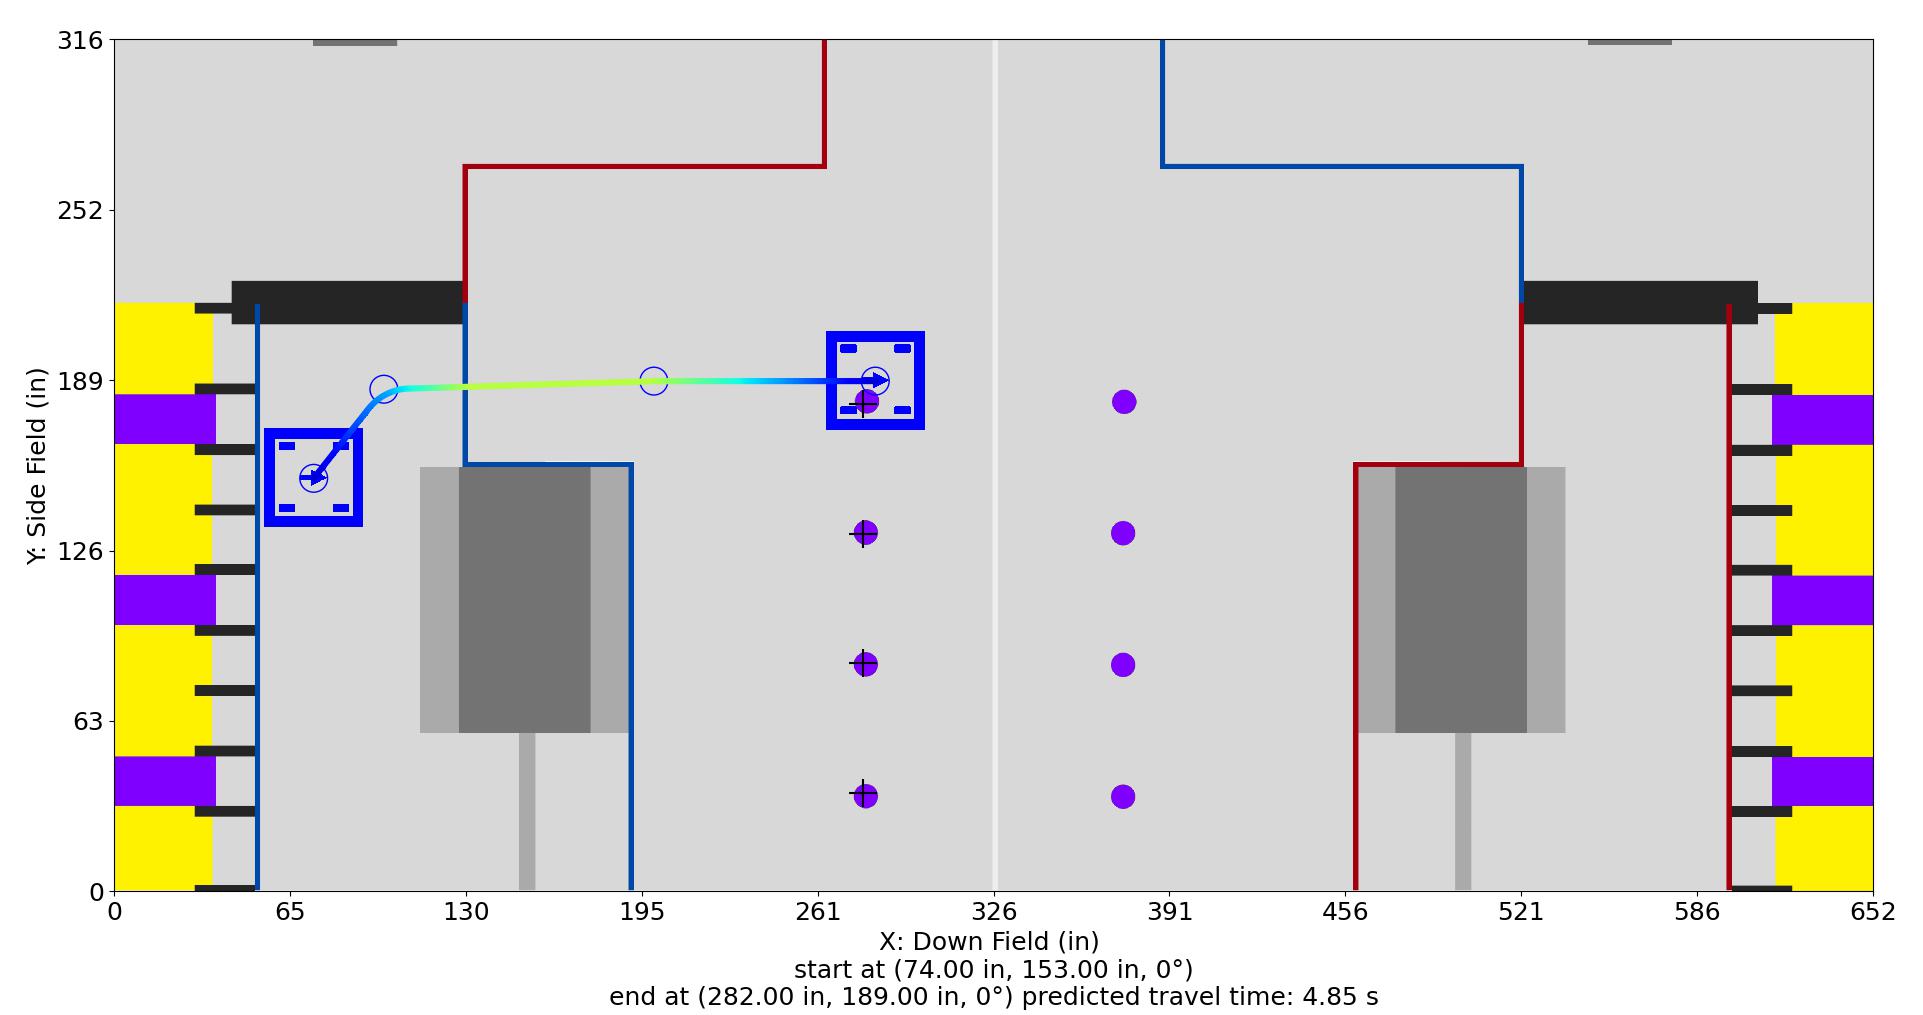 316
252
189
126
63
0
Y: Side Field (in)
0 65 130 195 261 326 391 456 521 586 652
X: Down Field (in)
start at (74.00 in, 153.00 in, 0°)
end at (282.00 in, 189.00 in, 0°) predicted travel time: 4.85 s